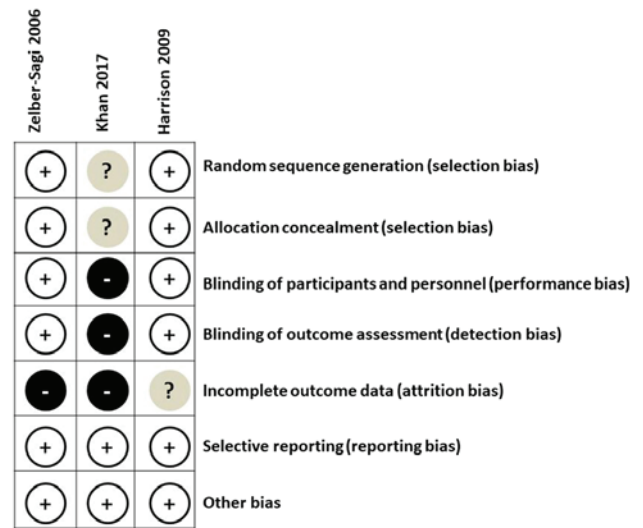 Zelber-Sagi 2006
Khan 2017
Harrison 2009
+ ? + Random sequence generation (selection bias)
+ ? + Allocation concealment (selection bias)
+ - + Blinding of participants and personnel (performance bias)
+ - + Blinding of outcome assessment (detection bias)
- - ? Incomplete outcome data (attrition bias)
+ + + Selective reporting (reporting bias)
+ + + Other bias